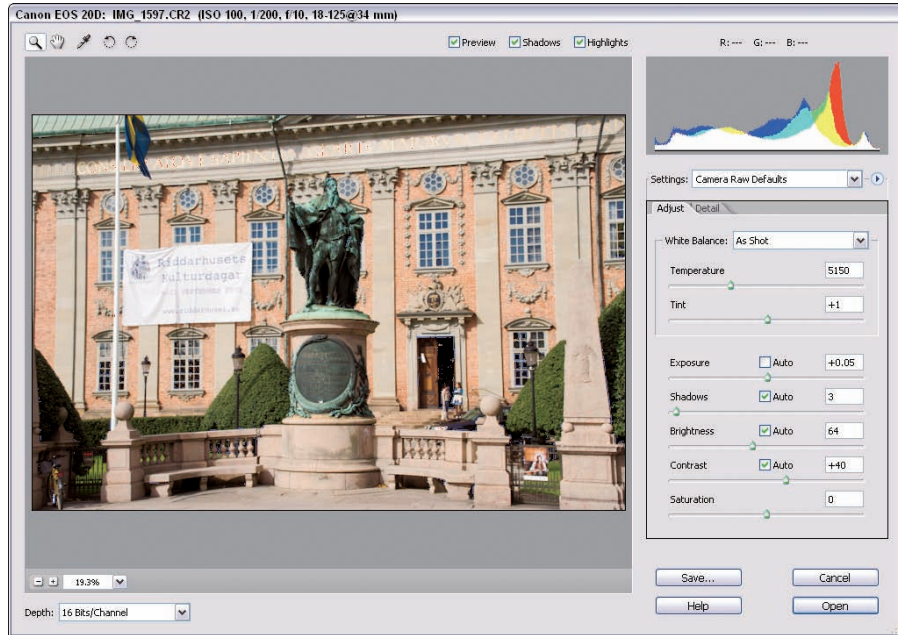 Canon EOS 20D: IMG_1597.CR2 (ISO 100, 1/200, f/10, 18-125@34 mm)
Preview Shadows Highlights R: --- G: --- B: ---
Settings: Camera Raw Defaults
Adjust Detail
White Balance: As Shot
Temperature 5150
Tint +1
Exposure Auto +0.05
Shadows Auto 3
Brightness Auto 64
Contrast Auto +40
Saturation 0
Riddarhusets
Kulturdagar
19.3%
Depth: 16 Bits/Channel
Save... Cancel
Help Open